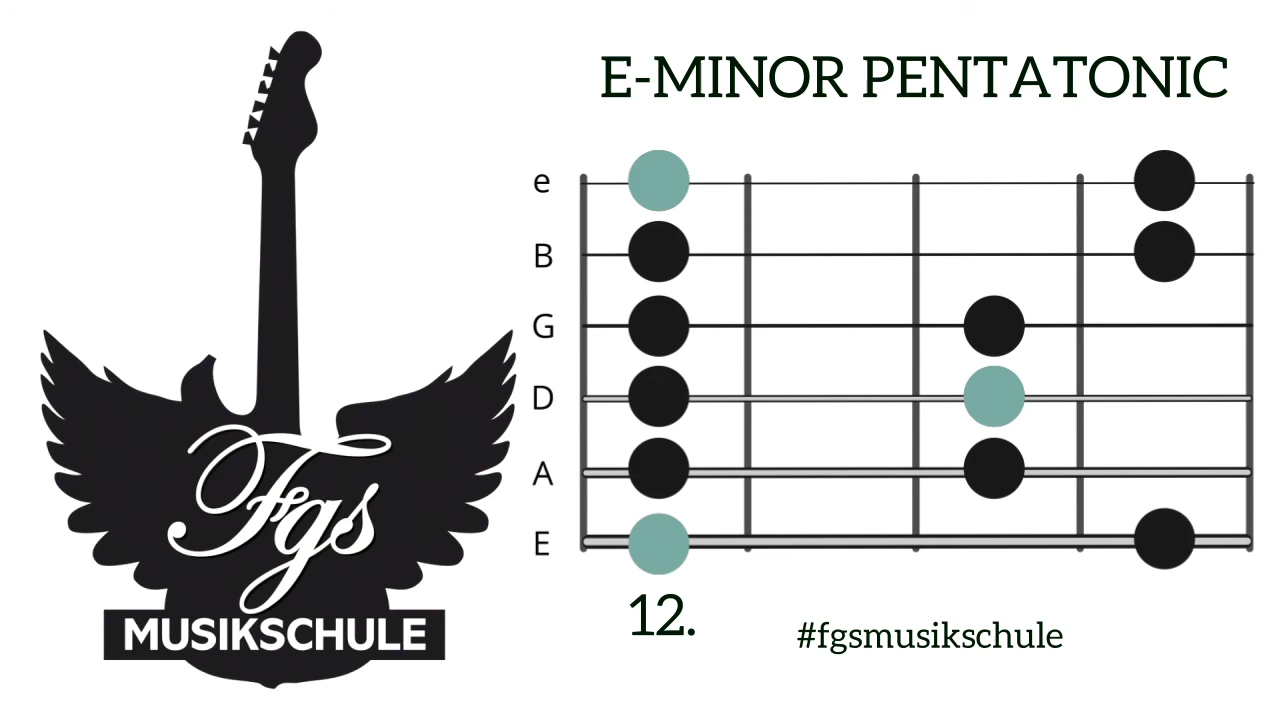 E-MINOR PENTATONIC
e
B
G
D
A
E
12.
#fgsmusikschule
Fgs
MUSIKSCHULE